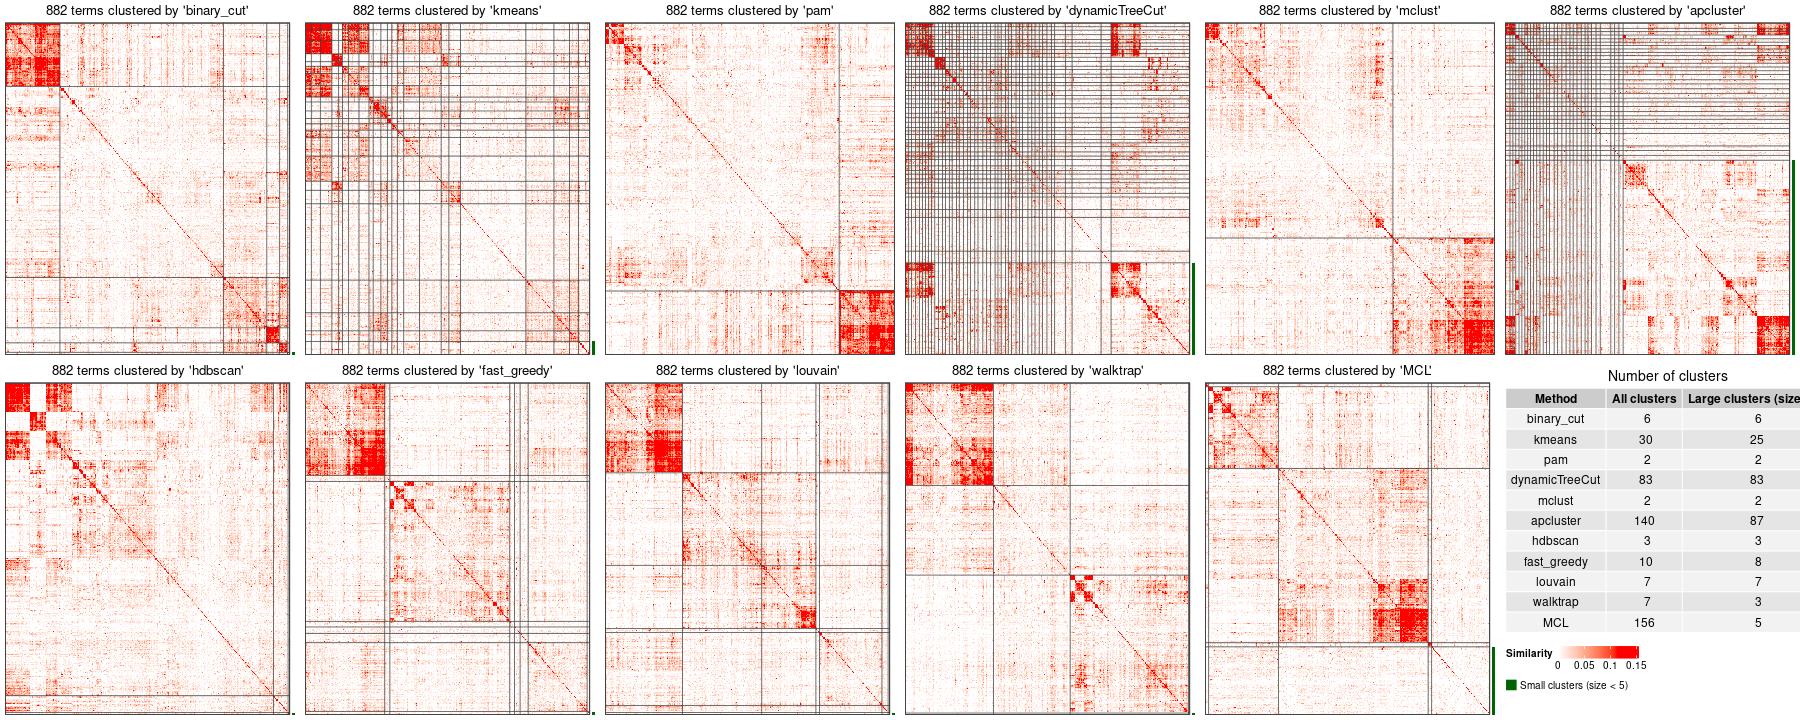 882 terms clustered by 'binary_cut'
882 terms clustered by 'kmeans'
882 terms clustered by 'pam'
882 terms clustered by 'dynamicTreeCut'
882 terms clustered by 'mclust'
882 terms clustered by 'apcluster'
882 terms clustered by 'hdbscan'
882 terms clustered by 'fast_greedy'
882 terms clustered by 'louvain'
882 terms clustered by 'walktrap'
882 terms clustered by 'MCL'
Number of clusters
Method All clusters Large clusters (size
binary_cut 6 6
kmeans 30 25
pam 2 2
dynamicTreeCut 83 83
mclust 2 2
apcluster 140 87
hdbscan 3 3
fast_greedy 10 8
louvain 7 7
walktrap 7 3
MCL 156 5
Similarity
0 0.05 0.1 0.15
Small clusters (size < 5)